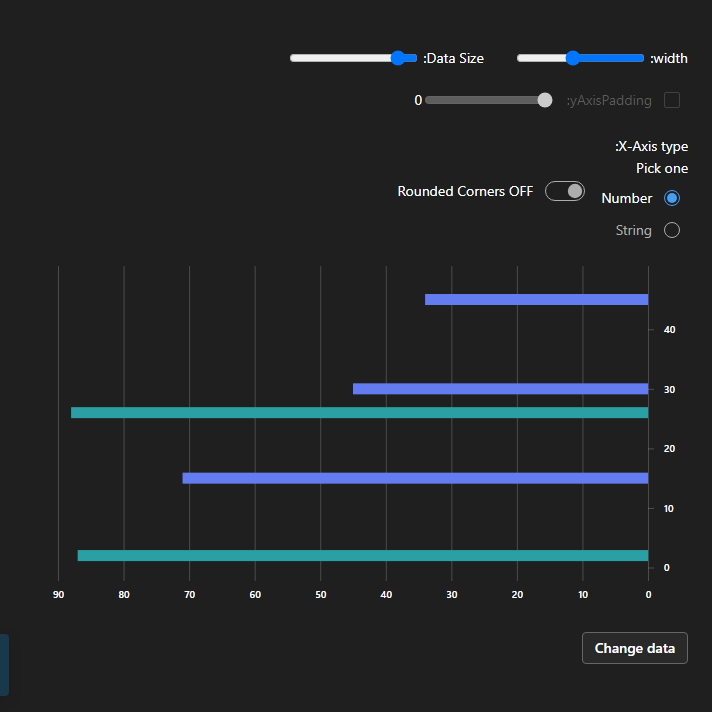 :width
:Data Size
:yAxisPadding
0
:X-Axis type
Pick one
Number
Rounded Corners OFF
String
40
30
20
10
0
90 80 70 60 50 40 30 20 10 0
Change data